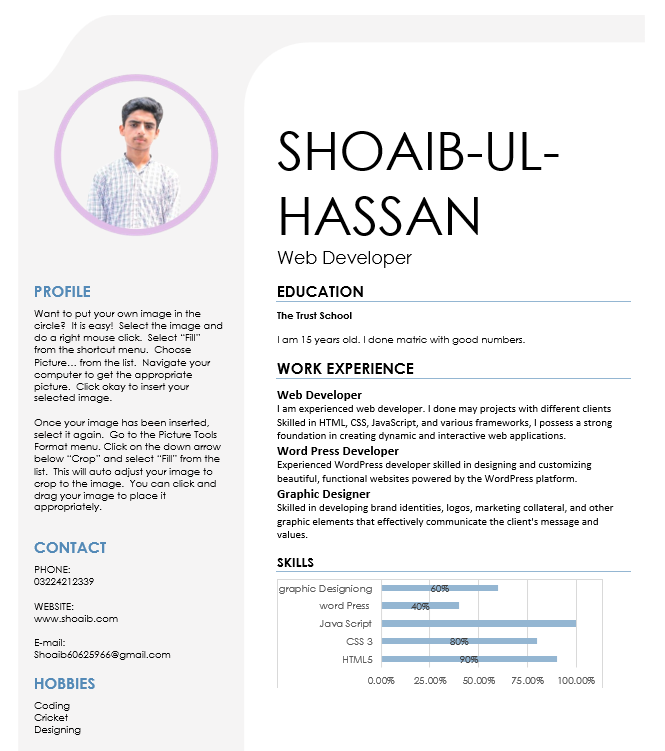 SHOAIB-UL-
HASSAN
Web Developer
PROFILE
Want to put your own image in the
circle?  It is easy!  Select the image and
do a right mouse click.  Select “Fill”
from the shortcut menu.  Choose
Picture… from the list.  Navigate your
computer to get the appropriate
picture.  Click okay to insert your
selected image.
Once your image has been inserted,
select it again.  Go to the Picture Tools
Format menu. Click on the down arrow
below “Crop” and select “Fill” from the
list.  This will auto adjust your image to
crop to the image.  You can click and
drag your image to place it
appropriately.
CONTACT
PHONE:
03224212339
WEBSITE:
www.shoaib.com
E-mail:
Shoaib60625966@gmail.com
HOBBIES
Coding
Cricket
Designing
EDUCATION
The Trust School
I am 15 years old. I done matric with good numbers.
WORK EXPERIENCE
Web Developer
I am experienced web developer. I done may projects with different clients
Skilled in HTML, CSS, JavaScript, and various frameworks, I possess a strong
foundation in creating dynamic and interactive web applications.
Word Press Developer
Experienced WordPress developer skilled in designing and customizing
beautiful, functional websites powered by the WordPress platform.
Graphic Designer
Skilled in developing brand identities, logos, marketing collateral, and other
graphic elements that effectively communicate the client's message and
values.
SKILLS
graphic Designiong 60%
word Press 40%
Java Script
CSS 3 80%
HTML5 90%
0.00% 25.00% 50.00% 75.00% 100.00%